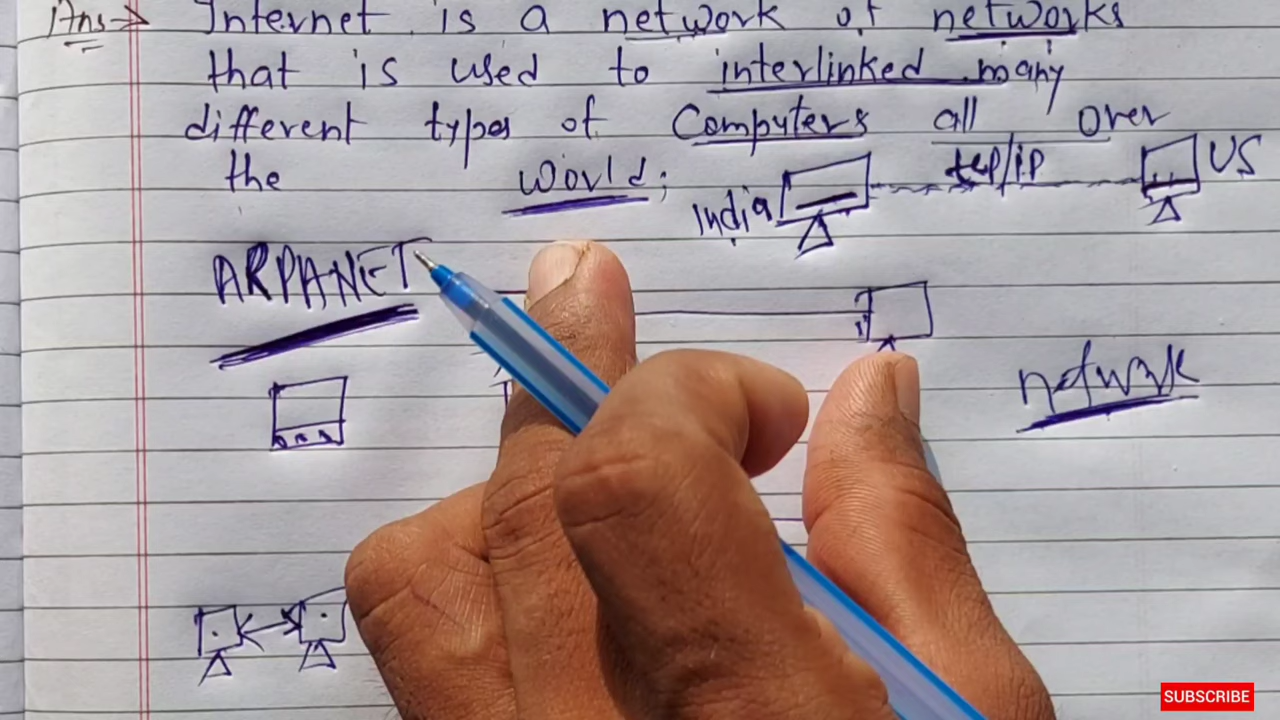 Ans → Internet is a network of networks
that is used to interlinked many
different types of Computers all over
the World;
India tcp/ip US
ARPANET
network
SUBSCRIBE